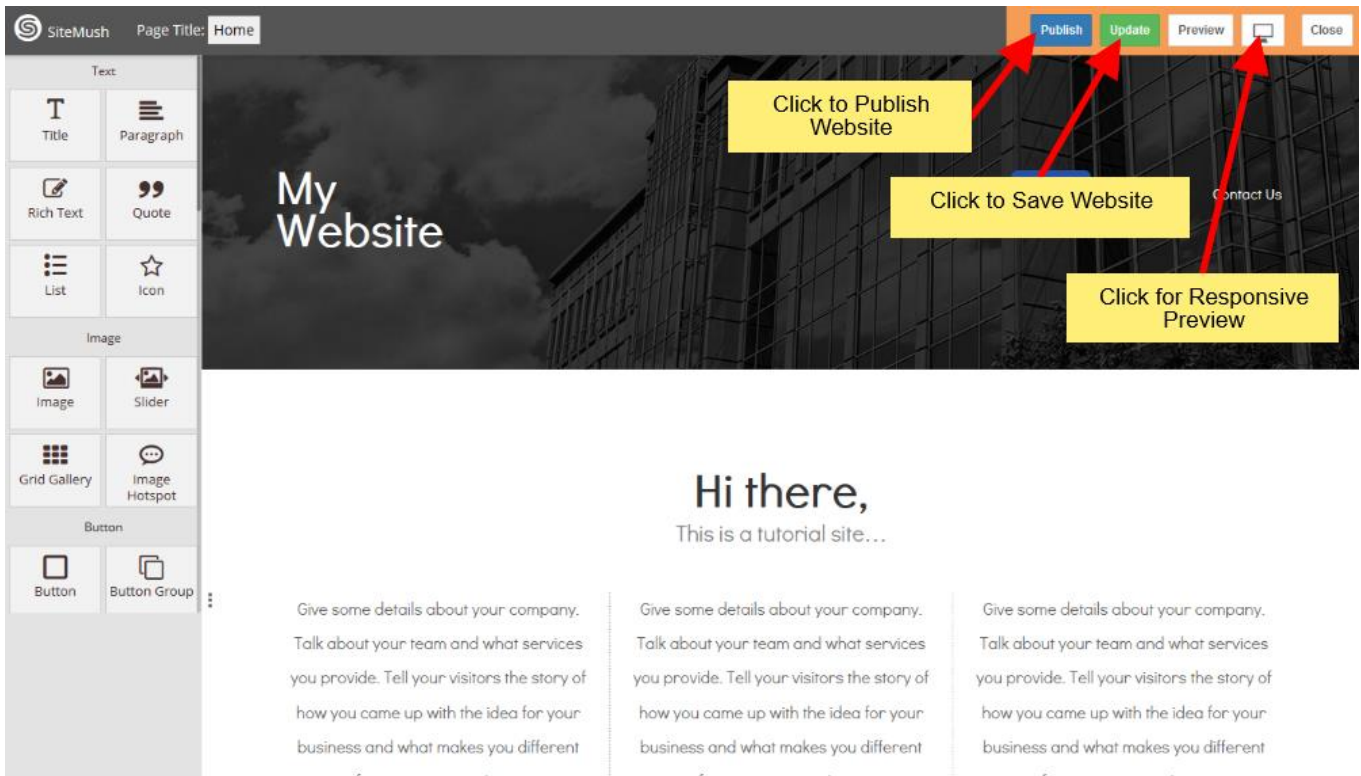 SiteMush Page Title: Home Publish Update Preview Close
Text
Title Paragraph
Rich Text Quote
List Icon
Image
Image Slider
Grid Gallery Image Hotspot
Button
Button Button Group
Click to Publish
Website
Click to Save Website
Click for Responsive
Preview
My
Website
Contact Us
Hi there,
This is a tutorial site...
Give some details about your company.
Talk about your team and what services
you provide. Tell your visitors the story of
how you came up with the idea for your
business and what makes you different
Give some details about your company.
Talk about your team and what services
you provide. Tell your visitors the story of
how you came up with the idea for your
business and what makes you different
Give some details about your company.
Talk about your team and what services
you provide. Tell your visitors the story of
how you came up with the idea for your
business and what makes you different